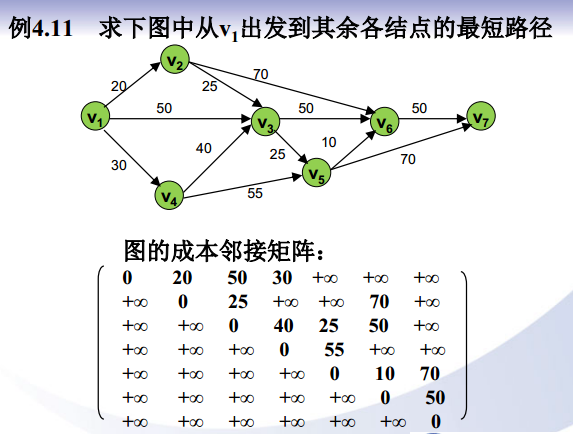 例4.11 求下图中从v₁出发到其余各结点的最短路径
v₂
70
20
25
v₁
50
50
50
v₃
v₆
v₇
40
10
30
25
70
v₅
v₄
55
图的成本邻接矩阵：
0 20 50 30 +∞ +∞ +∞
+∞ 0 25 +∞ +∞ 70 +∞
+∞ +∞ 0 40 25 50 +∞
+∞ +∞ +∞ 0 55 +∞ +∞
+∞ +∞ +∞ +∞ 0 10 70
+∞ +∞ +∞ +∞ +∞ 0 50
+∞ +∞ +∞ +∞ +∞ +∞ 0